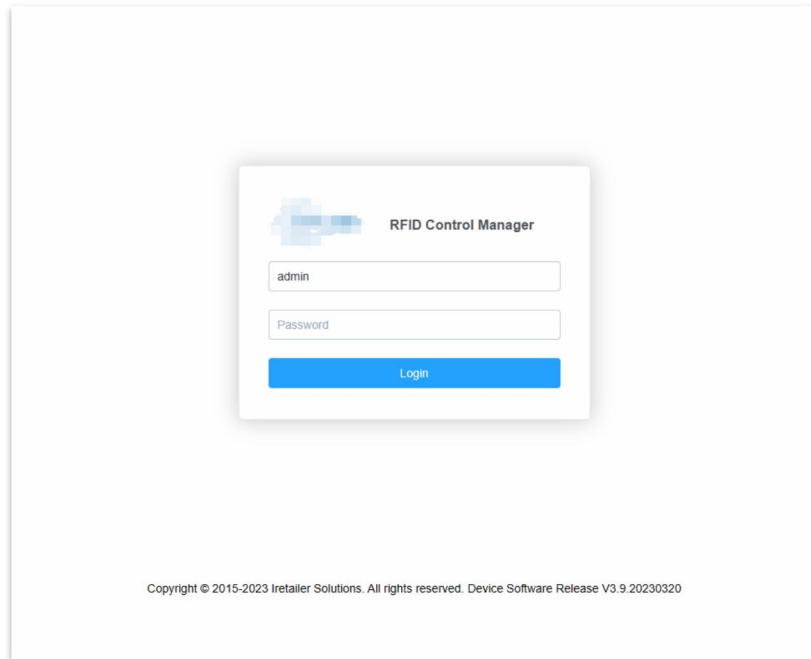 RFID Control Manager
admin
Password
Login
Copyright © 2015-2023 Iretailer Solutions. All rights reserved. Device Software Release V3.9.20230320